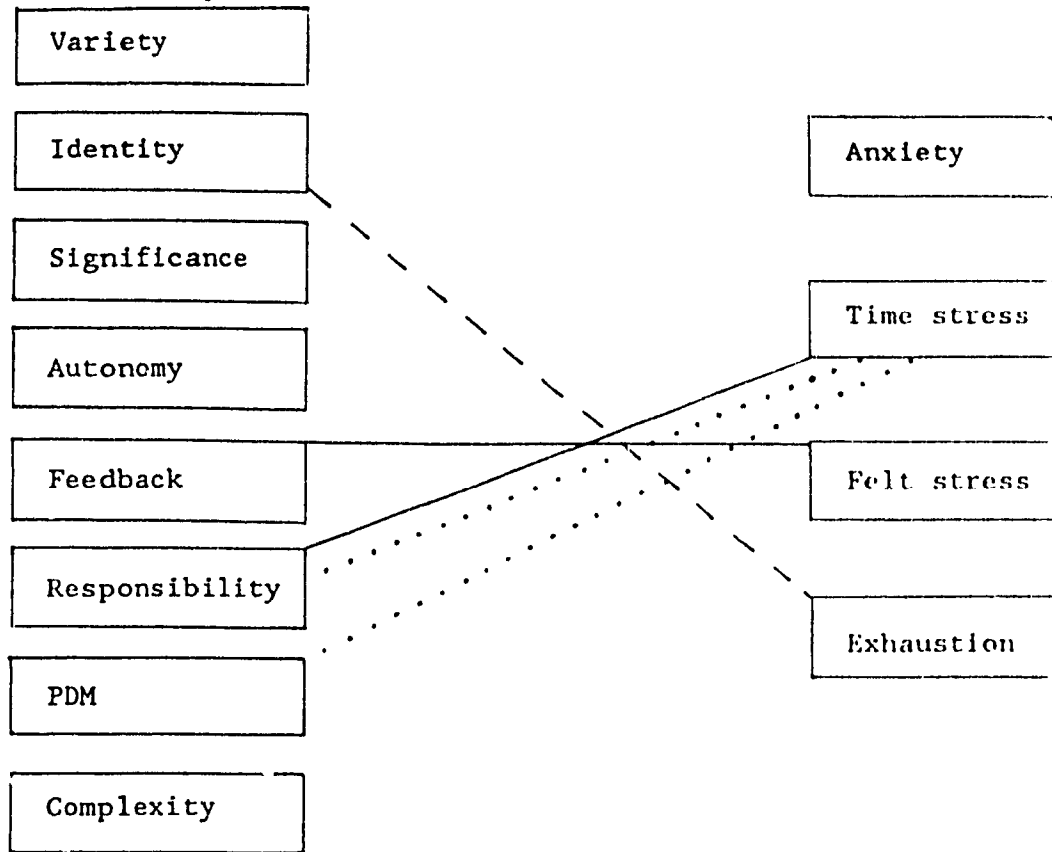 Variety
Identity
Significance
Autonomy
Feedback
Responsibility
PDM
Complexity
Anxiety
Time stress
Felt stress
Exhaustion